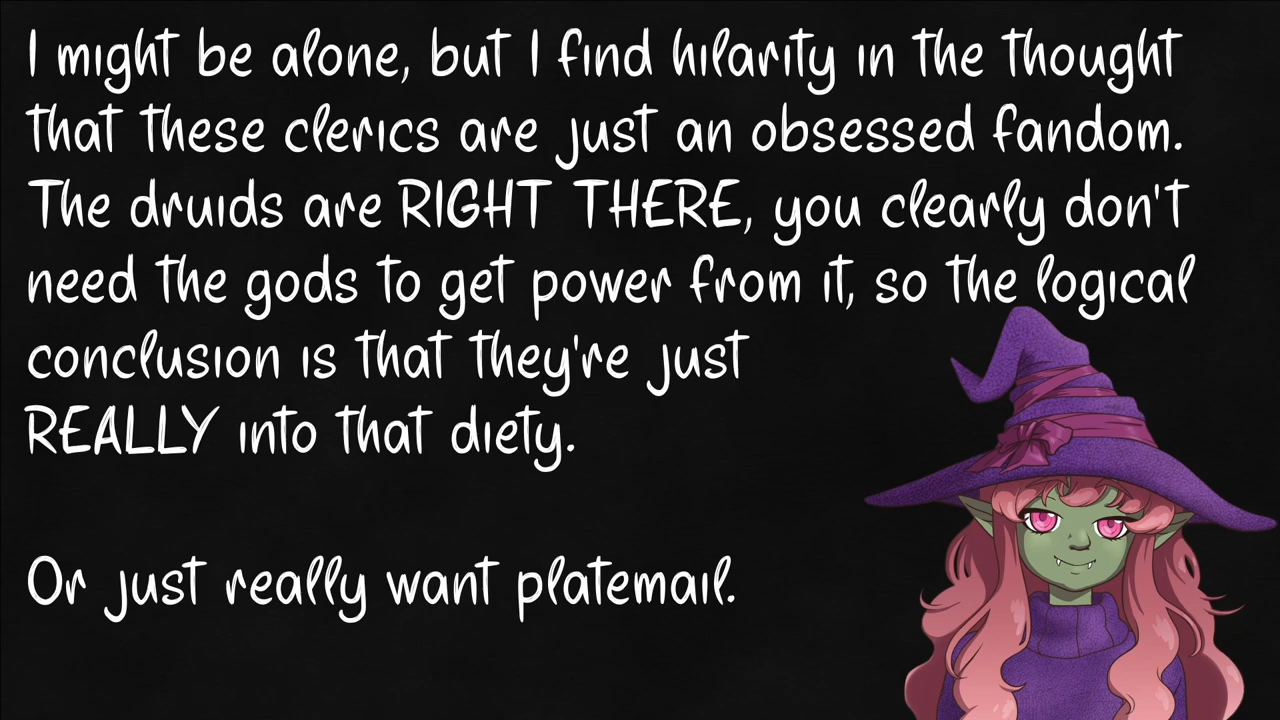 I might be alone, but I find hilarity in the thought
that these clerics are just an obsessed fandom.
The druids are RIGHT THERE, you clearly don't
need the gods to get power from it, so the logical
conclusion is that they're just
REALLY into that diety.
Or just really want platemail.